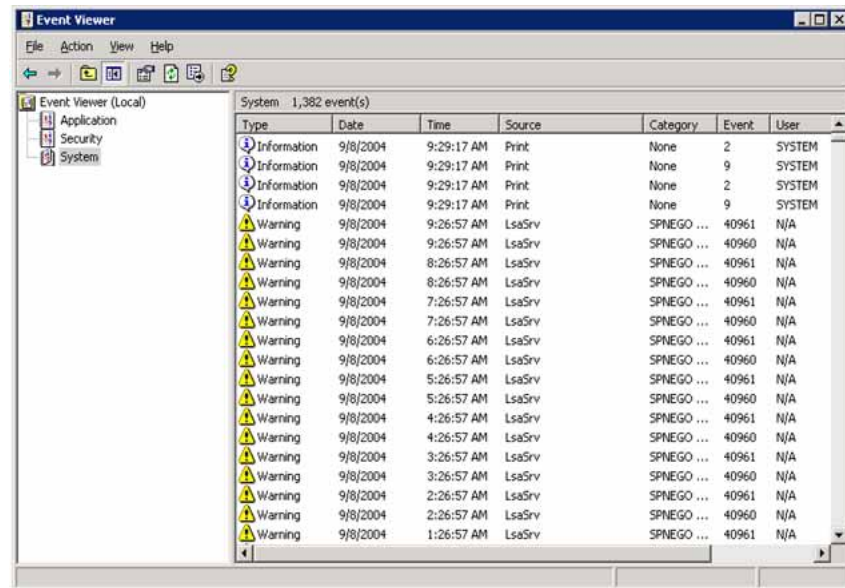 Event Viewer
File Action View Help
Event Viewer (Local)
Application
Security
System
System 1,382 event(s)
Type Date Time Source Category Event User
Information 9/8/2004 9:29:17 AM Print None 2 SYSTEM
Information 9/8/2004 9:29:17 AM Print None 9 SYSTEM
Information 9/8/2004 9:29:17 AM Print None 2 SYSTEM
Information 9/8/2004 9:29:17 AM Print None 9 SYSTEM
Warning 9/8/2004 9:26:57 AM LsaSrv SPNEGO ... 40961 N/A
Warning 9/8/2004 9:26:57 AM LsaSrv SPNEGO ... 40960 N/A
Warning 9/8/2004 8:26:57 AM LsaSrv SPNEGO ... 40961 N/A
Warning 9/8/2004 8:26:57 AM LsaSrv SPNEGO ... 40960 N/A
Warning 9/8/2004 7:26:57 AM LsaSrv SPNEGO ... 40961 N/A
Warning 9/8/2004 7:26:57 AM LsaSrv SPNEGO ... 40960 N/A
Warning 9/8/2004 6:26:57 AM LsaSrv SPNEGO ... 40961 N/A
Warning 9/8/2004 6:26:57 AM LsaSrv SPNEGO ... 40960 N/A
Warning 9/8/2004 5:26:57 AM LsaSrv SPNEGO ... 40961 N/A
Warning 9/8/2004 5:26:57 AM LsaSrv SPNEGO ... 40960 N/A
Warning 9/8/2004 4:26:57 AM LsaSrv SPNEGO ... 40961 N/A
Warning 9/8/2004 4:26:57 AM LsaSrv SPNEGO ... 40960 N/A
Warning 9/8/2004 3:26:57 AM LsaSrv SPNEGO ... 40961 N/A
Warning 9/8/2004 3:26:57 AM LsaSrv SPNEGO ... 40960 N/A
Warning 9/8/2004 2:26:57 AM LsaSrv SPNEGO ... 40961 N/A
Warning 9/8/2004 2:26:57 AM LsaSrv SPNEGO ... 40960 N/A
Warning 9/8/2004 1:26:57 AM LsaSrv SPNEGO ... 40961 N/A